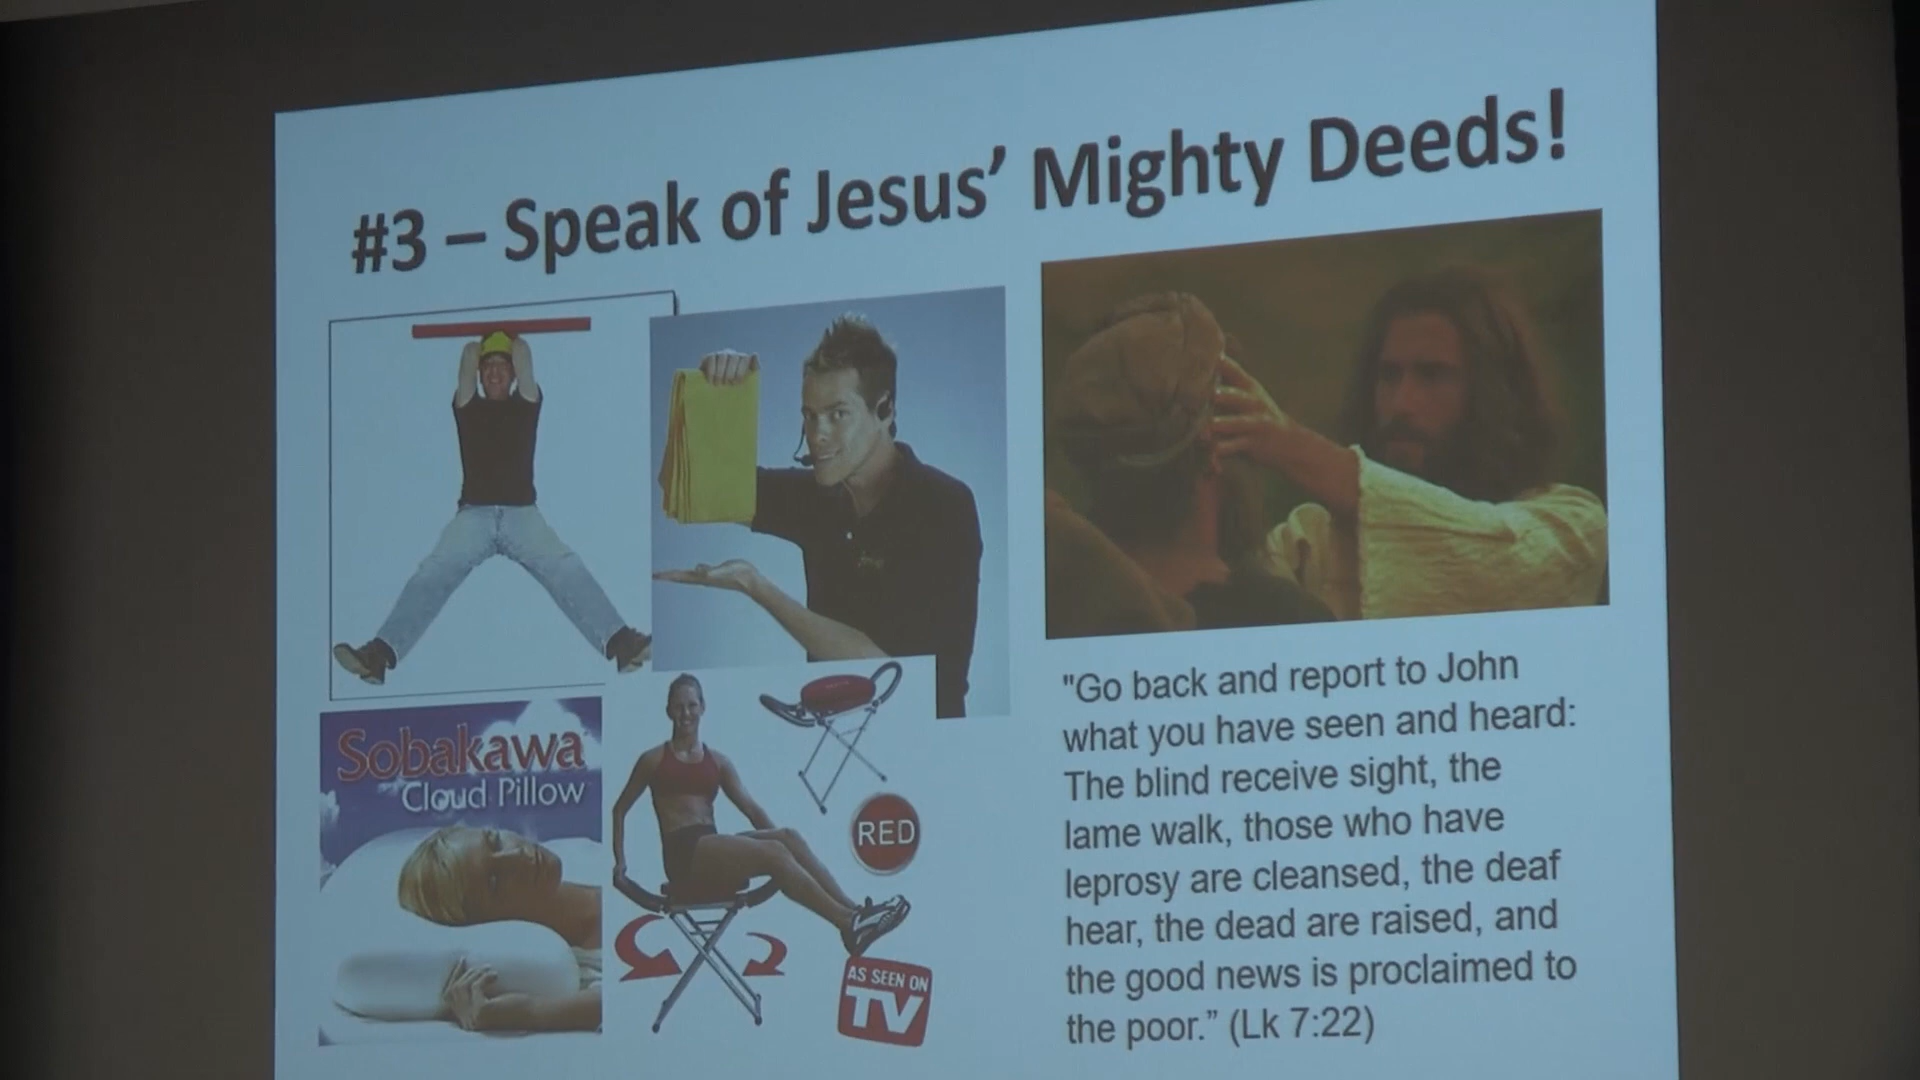 #3 – Speak of Jesus’ Mighty Deeds!
Sobakawa
Cloud Pillow
RED
AS SEEN ON
TV
"Go back and report to John
what you have seen and heard:
The blind receive sight, the
lame walk, those who have
leprosy are cleansed, the deaf
hear, the dead are raised, and
the good news is proclaimed to
the poor.” (Lk 7:22)